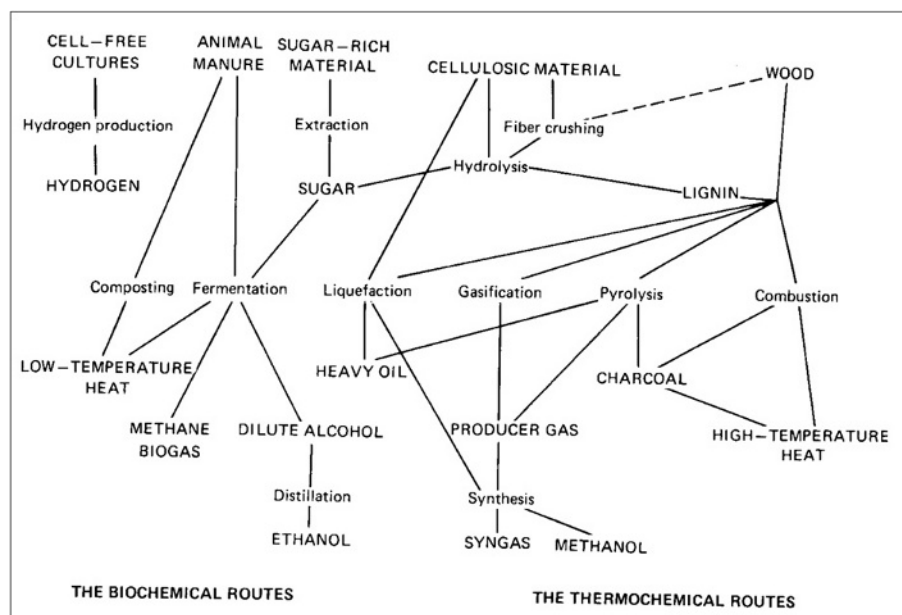 CELL–FREE
CULTURES
ANIMAL
MANURE
SUGAR–RICH
MATERIAL
CELLULOSIC MATERIAL
WOOD
Hydrogen production
Extraction
Fiber crushing
Hydrolysis
HYDROGEN
SUGAR
LIGNIN
Composting
Fermentation
Liquefaction
Gasification
Pyrolysis
Combustion
LOW–TEMPERATURE
HEAT
HEAVY OIL
CHARCOAL
METHANE
BIOGAS
DILUTE ALCOHOL
PRODUCER GAS
HIGH–TEMPERATURE
HEAT
Distillation
Synthesis
ETHANOL
SYNGAS
METHANOL
THE BIOCHEMICAL ROUTES
THE THERMOCHEMICAL ROUTES